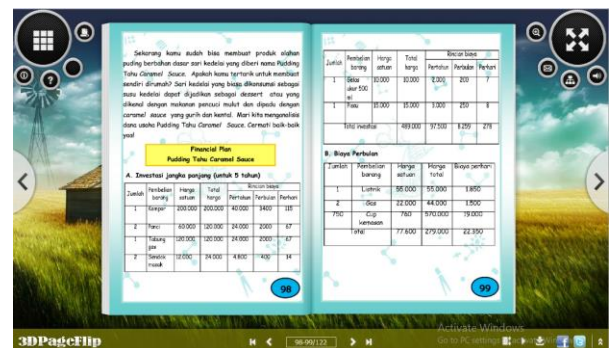 Sekarang kamu sudah bisa membuat produk olahan
puding berbahan dasar sari kedelai yang diberi nama Pudding
Tahu Caramel Sauce. Apakah kamu tertarik untuk membuat
sendiri dirumah? Sari kedelai yang biasa dikonsumsi sebagai
susu kedelai dapat dijadikan sebagai dessert atau yang
dikenal dengan makanan pencuci mulut dan dipadu dengan
caramel sauce yang gurih dan kental. Mari kita menganalisis
dana usaha Pudding Tahu Caramel Sauce. Cermati baik-baik
yaa!
Financial Plan
Pudding Tahu Caramel Sauce
A. Investasi jangka panjang (untuk 5 tahun)
Jumlah Pembelian barang Harga satuan Total harga Rincian biaya
Pertahun Perbulan Perhari
1 Kompor 200.000 200.000 40.000 3400 115
2 Panci 60.000 120.000 24.000 2000 67
1 Tabung gas 120.000 120.000 24.000 2000 67
2 Sendok masak 12.000 24.000 4.800 400 14
98
Jumlah Pembelian barang Harga satuan Total harga Rincian biaya
Pertahun Perbulan Perhari
1 Gelas ukur 500 ml 10.000 10.000 2.000 200 7
1 Pisau 15.000 15.000 3.000 250 8
Total investasi 489.000 97.500 8.259 278
B. Biaya Perbulan
Jumlah Pembelian barang Harga satuan Harga total Biaya perhari
1 Listrik 55.000 55.000 1.850
2 Gas 22.000 44.000 1.500
750 Cup kemasan 760 570.000 19.000
Total 77.600 279.000 22.350
99
Activate Windows
Go to PC settings to activate Windows.
3DPageFlip
98-99/122